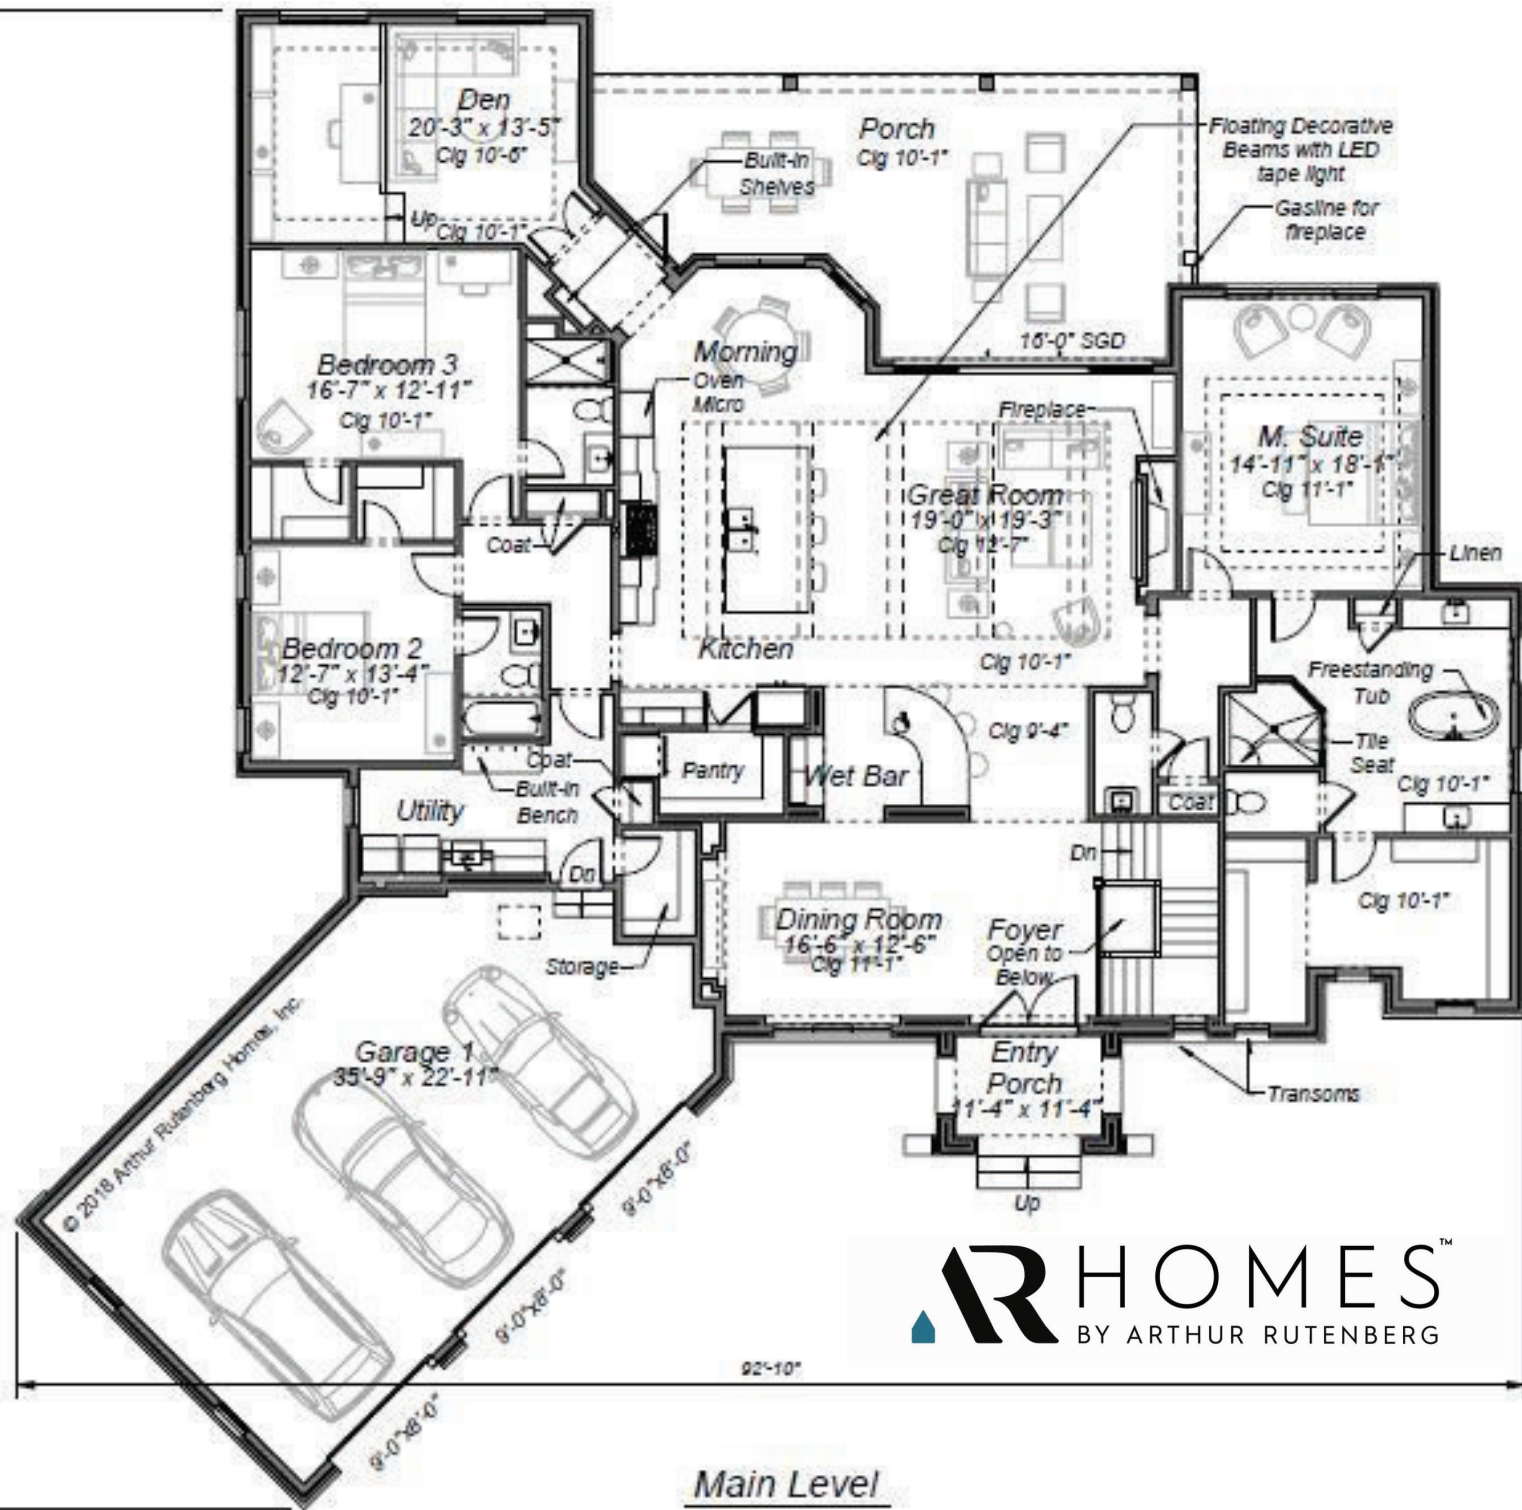 Den
20'-3" x 13'-5"
Clg 10'-6"
Up
Clg 10'-1"
Built-in
Shelves
Porch
Clg 10'-1"
Floating Decorative
Beams with LED
tape light
Gasline for
fireplace
16'-0" SGD
Bedroom 3
16'-7" x 12'-11"
Clg 10'-1"
Morning
Oven
Micro
Fireplace
M. Suite
14'-11" x 18'-1"
Clg 11'-1"
Great Room
19'-0" x 19'-3"
Clg 12'-7"
Coat
Linen
Bedroom 2
12'-7" x 13'-4"
Clg 10'-1"
Kitchen
Clg 10'-1"
Freestanding
Tub
Clg 9'-4"
Tile
Seat
Clg 10'-1"
Coat
Pantry
Wet Bar
Built-in
Bench
Utility
Coat
Dn
Dn
Dining Room
16'-6" x 12'-6"
Clg 11'-1"
Foyer
Open to
Below
Clg 10'-1"
Storage
Garage 1
35'-9" x 22'-11"
© 2018 Arthur Rutenberg Homes, Inc.
Entry
Porch
11'-4" x 11'-4"
Transoms
Up
9'-0"x8'-0"
9'-0"x8'-0"
9'-0"x8'-0"
AR HOMES™
BY ARTHUR RUTENBERG
92'-10"
Main Level